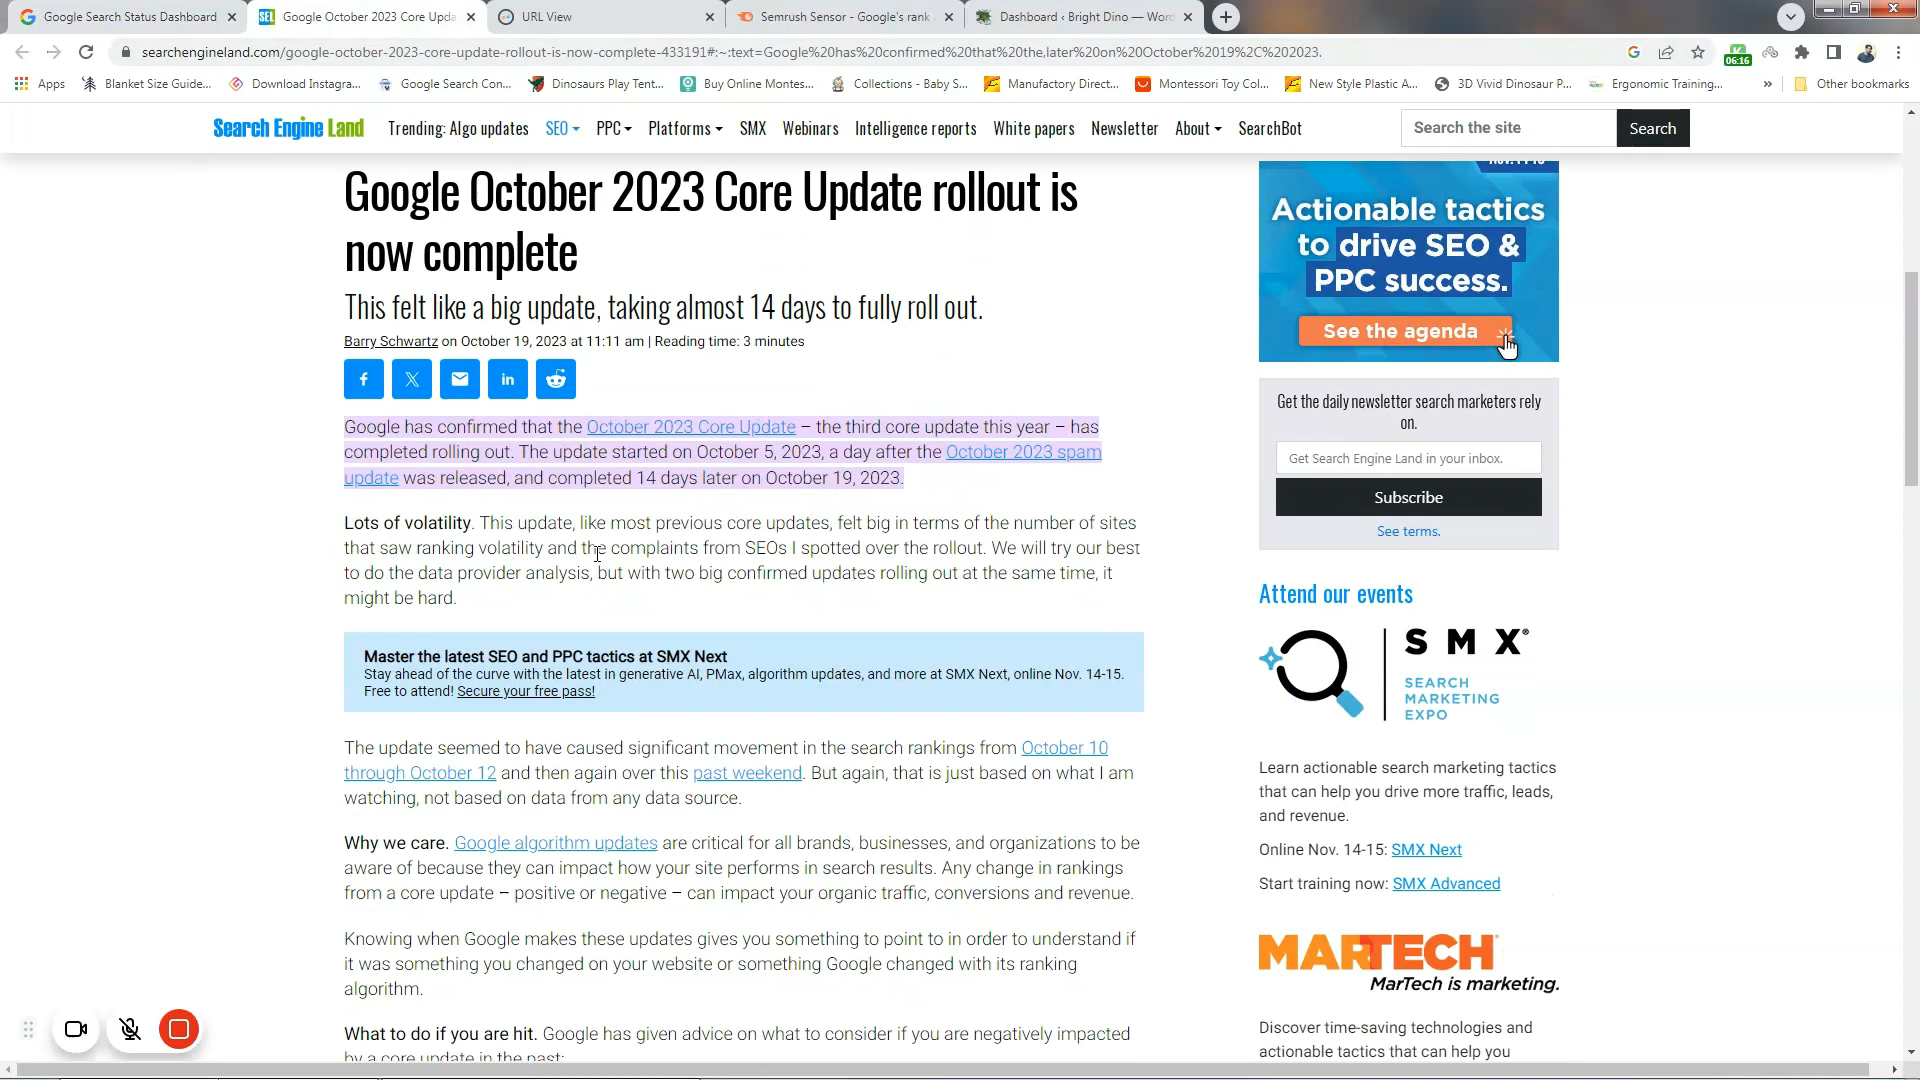 Google Search Status Dashboard
Google October 2023 Core Upda
URL View
Semrush Sensor - Google's rank
Dashboard ‹ Bright Dino — Word
searchengineland.com/google-october-2023-core-update-rollout-is-now-complete-433191#:~:text=Google%20has%20confirmed%20that%20the,later%20on%20October%2019%2C%202023.
06:16
Apps
Blanket Size Guide...
Download Instagra...
Google Search Con...
Dinosaurs Play Tent...
Buy Online Montes...
Collections - Baby S...
Manufactory Direct...
Montessori Toy Col...
New Style Plastic A...
3D Vivid Dinosaur P...
Ergonomic Training...
»
Other bookmarks
Search Engine Land
Trending: Algo updates
SEO
PPC
Platforms
SMX
Webinars
Intelligence reports
White papers
Newsletter
About
SearchBot
Search the site
Search
Google October 2023 Core Update rollout is
now complete
This felt like a big update, taking almost 14 days to fully roll out.
Barry Schwartz on October 19, 2023 at 11:11 am | Reading time: 3 minutes
Google has confirmed that the October 2023 Core Update – the third core update this year – has
completed rolling out. The update started on October 5, 2023, a day after the October 2023 spam
update was released, and completed 14 days later on October 19, 2023.
Lots of volatility. This update, like most previous core updates, felt big in terms of the number of sites
that saw ranking volatility and the complaints from SEOs I spotted over the rollout. We will try our best
to do the data provider analysis, but with two big confirmed updates rolling out at the same time, it
might be hard.
Master the latest SEO and PPC tactics at SMX Next
Stay ahead of the curve with the latest in generative AI, PMax, algorithm updates, and more at SMX Next, online Nov. 14-15.
Free to attend! Secure your free pass!
The update seemed to have caused significant movement in the search rankings from October 10
through October 12 and then again over this past weekend. But again, that is just based on what I am
watching, not based on data from any data source.
Why we care. Google algorithm updates are critical for all brands, businesses, and organizations to be
aware of because they can impact how your site performs in search results. Any change in rankings
from a core update – positive or negative – can impact your organic traffic, conversions and revenue.
Knowing when Google makes these updates gives you something to point to in order to understand if
it was something you changed on your website or something Google changed with its ranking
algorithm.
What to do if you are hit. Google has given advice on what to consider if you are negatively impacted
by a core update in the past:
Actionable tactics
to drive SEO &
PPC success.
See the agenda
Get the daily newsletter search marketers rely
on.
Get Search Engine Land in your inbox.
Subscribe
See terms.
Attend our events
SMX®
SEARCH
MARKETING
EXPO
Learn actionable search marketing tactics
that can help you drive more traffic, leads,
and revenue.
Online Nov. 14-15: SMX Next
Start training now: SMX Advanced
MARTECH
MarTech is marketing.
Discover time-saving technologies and
actionable tactics that can help you